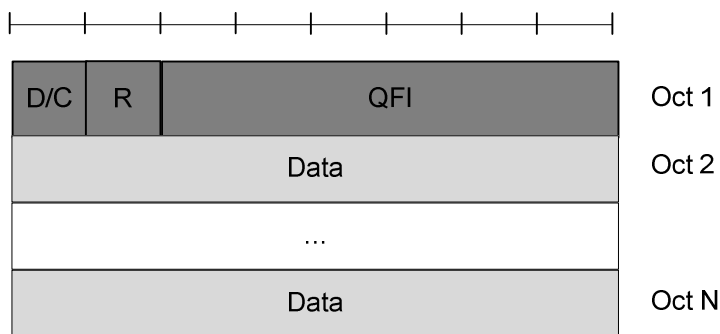 D/C R QFI Oct 1
Data Oct 2
...
Data Oct N